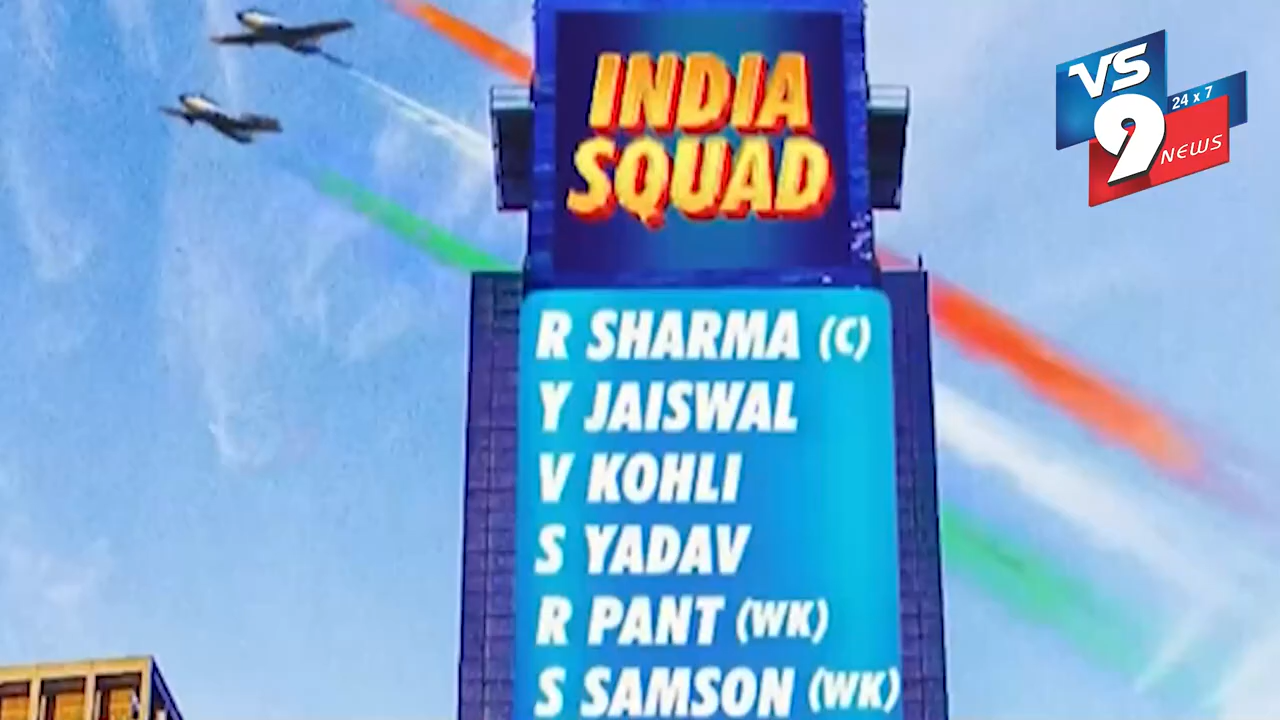 INDIA
SQUAD
R SHARMA (C)
Y JAISWAL
V KOHLI
S YADAV
R PANT (WK)
S SAMSON (WK)
VS
9
24 x 7
NEWS